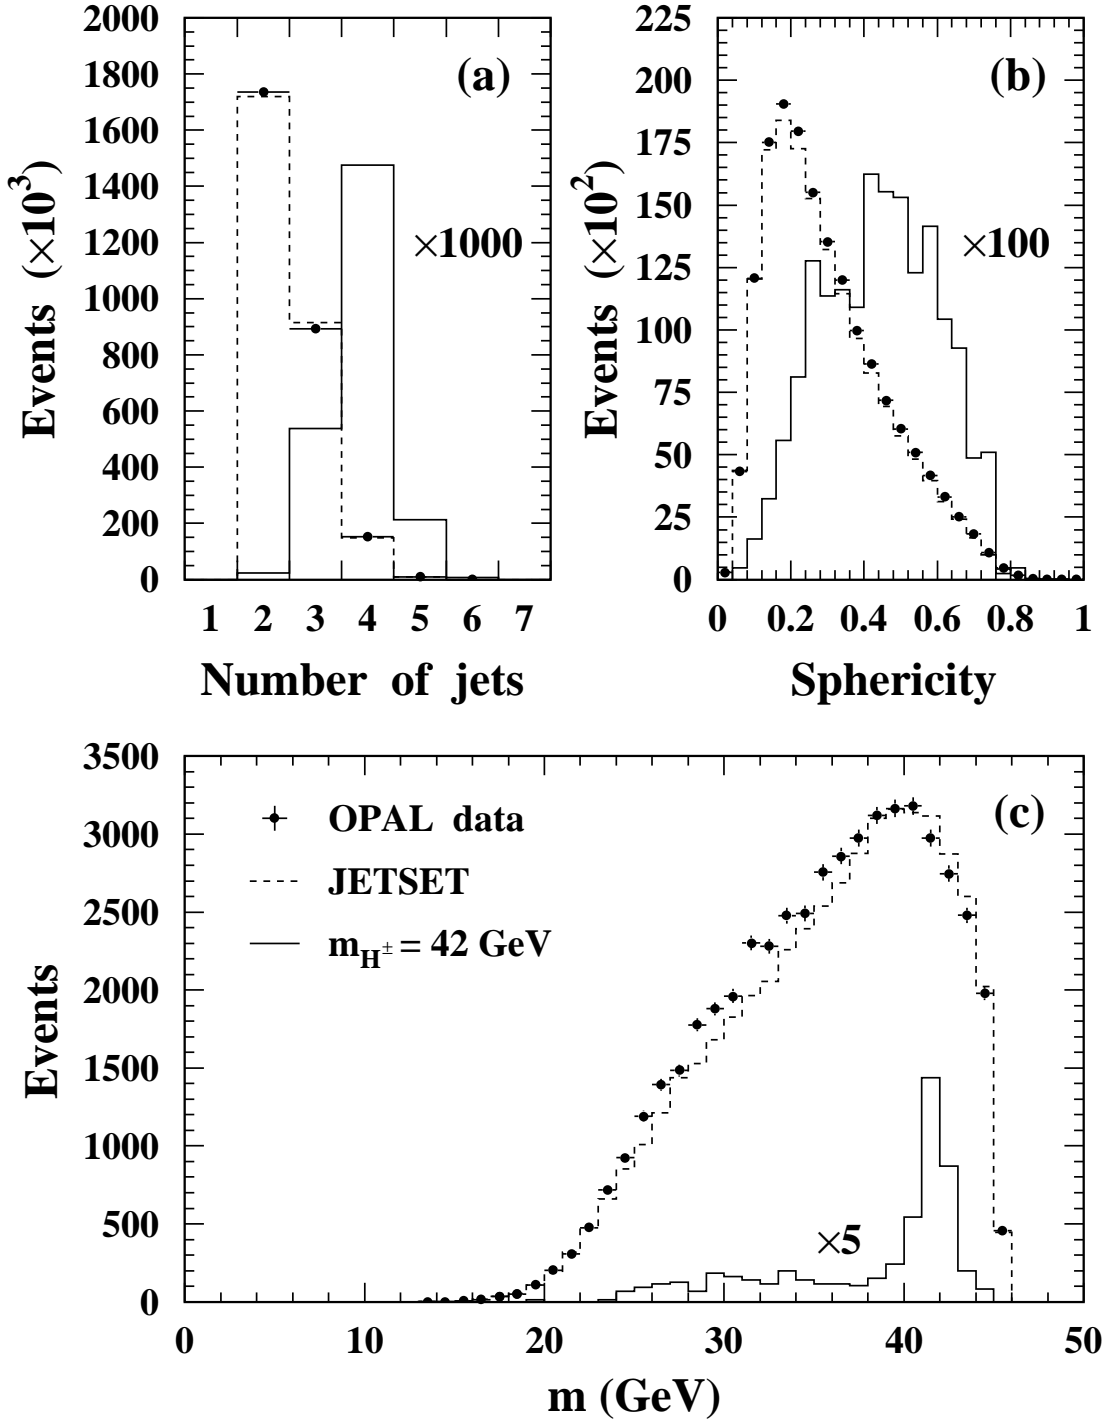 Events (×10³)
2000
1800
1600
1400
1200
1000
800
600
400
200
0
(a)
×1000
1 2 3 4 5 6 7
Number of jets
Events (×10²)
225
200
175
150
125
100
75
50
25
0
(b)
×100
0 0.2 0.4 0.6 0.8 1
Sphericity
Events
3500
3000
2500
2000
1500
1000
500
0
OPAL data
JETSET
m_H± = 42 GeV
(c)
×5
0 10 20 30 40 50
m (GeV)